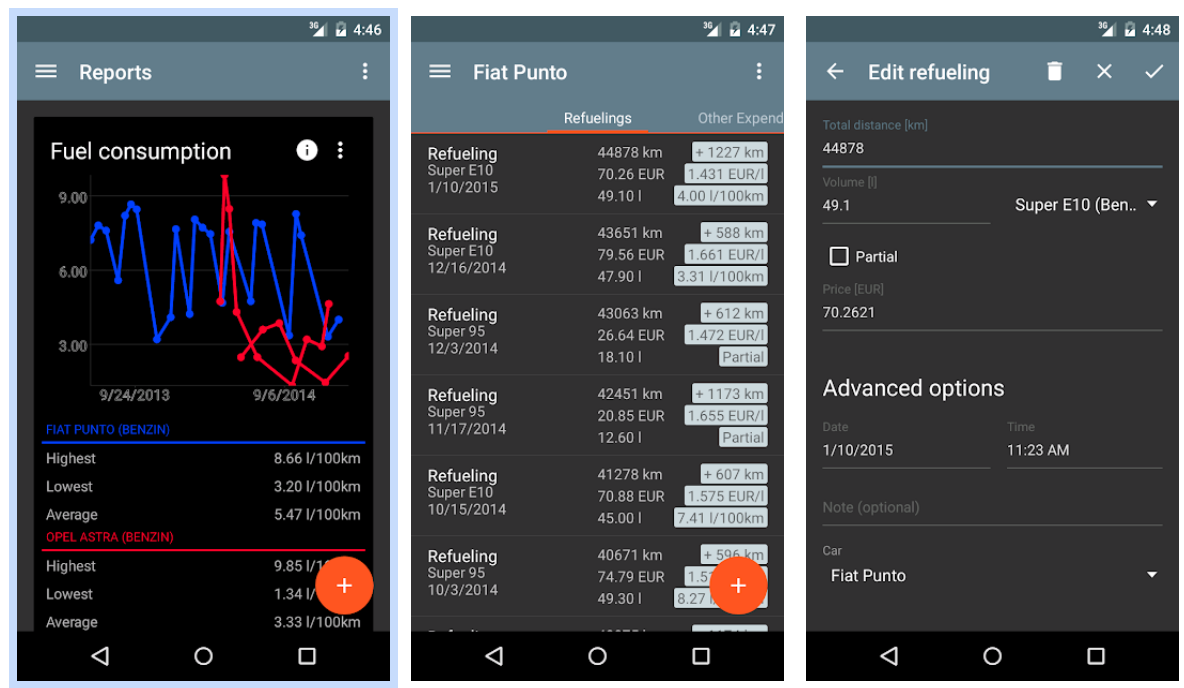 3G 4:46
Reports
Fuel consumption
9.00
6.00
3.00
9/24/2013 9/6/2014
FIAT PUNTO (BENZIN)
Highest 8.66 l/100km
Lowest 3.20 l/100km
Average 5.47 l/100km
OPEL ASTRA (BENZIN)
Highest 9.85 l/1
Lowest 1.34 l/
Average 3.33 l/100km
3G 4:47
Fiat Punto
Refuelings Other Expend
Refueling 44878 km + 1227 km
Super E10 70.26 EUR 1.431 EUR/l
1/10/2015 49.10 l 4.00 l/100km
Refueling 43651 km + 588 km
Super E10 79.56 EUR 1.661 EUR/l
12/16/2014 47.90 l 3.31 l/100km
Refueling 43063 km + 612 km
Super 95 26.64 EUR 1.472 EUR/l
12/3/2014 18.10 l Partial
Refueling 42451 km + 1173 km
Super 95 20.85 EUR 1.655 EUR/l
11/17/2014 12.60 l Partial
Refueling 41278 km + 607 km
Super E10 70.88 EUR 1.575 EUR/l
10/15/2014 45.00 l 7.41 l/100km
Refueling 40671 km + 596 km
Super 95 74.79 EUR 1.5
10/3/2014 49.30 l 8.27 l
3G 4:48
Edit refueling
Total distance [km]
44878
Volume [l]
49.1 Super E10 (Ben..
Partial
Price [EUR]
70.2621
Advanced options
Date Time
1/10/2015 11:23 AM
Note (optional)
Car
Fiat Punto